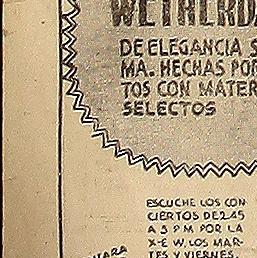 WETHERD
DE ELEGANCIA S
MA. HECHAS POR
TOS CON MATER
SELECTOS
ESCUCHE LOS CON
CIERTOS DE 2.45
A 3 P M POR LA
X-E W, LOS MAR-
TES Y VIERNES.